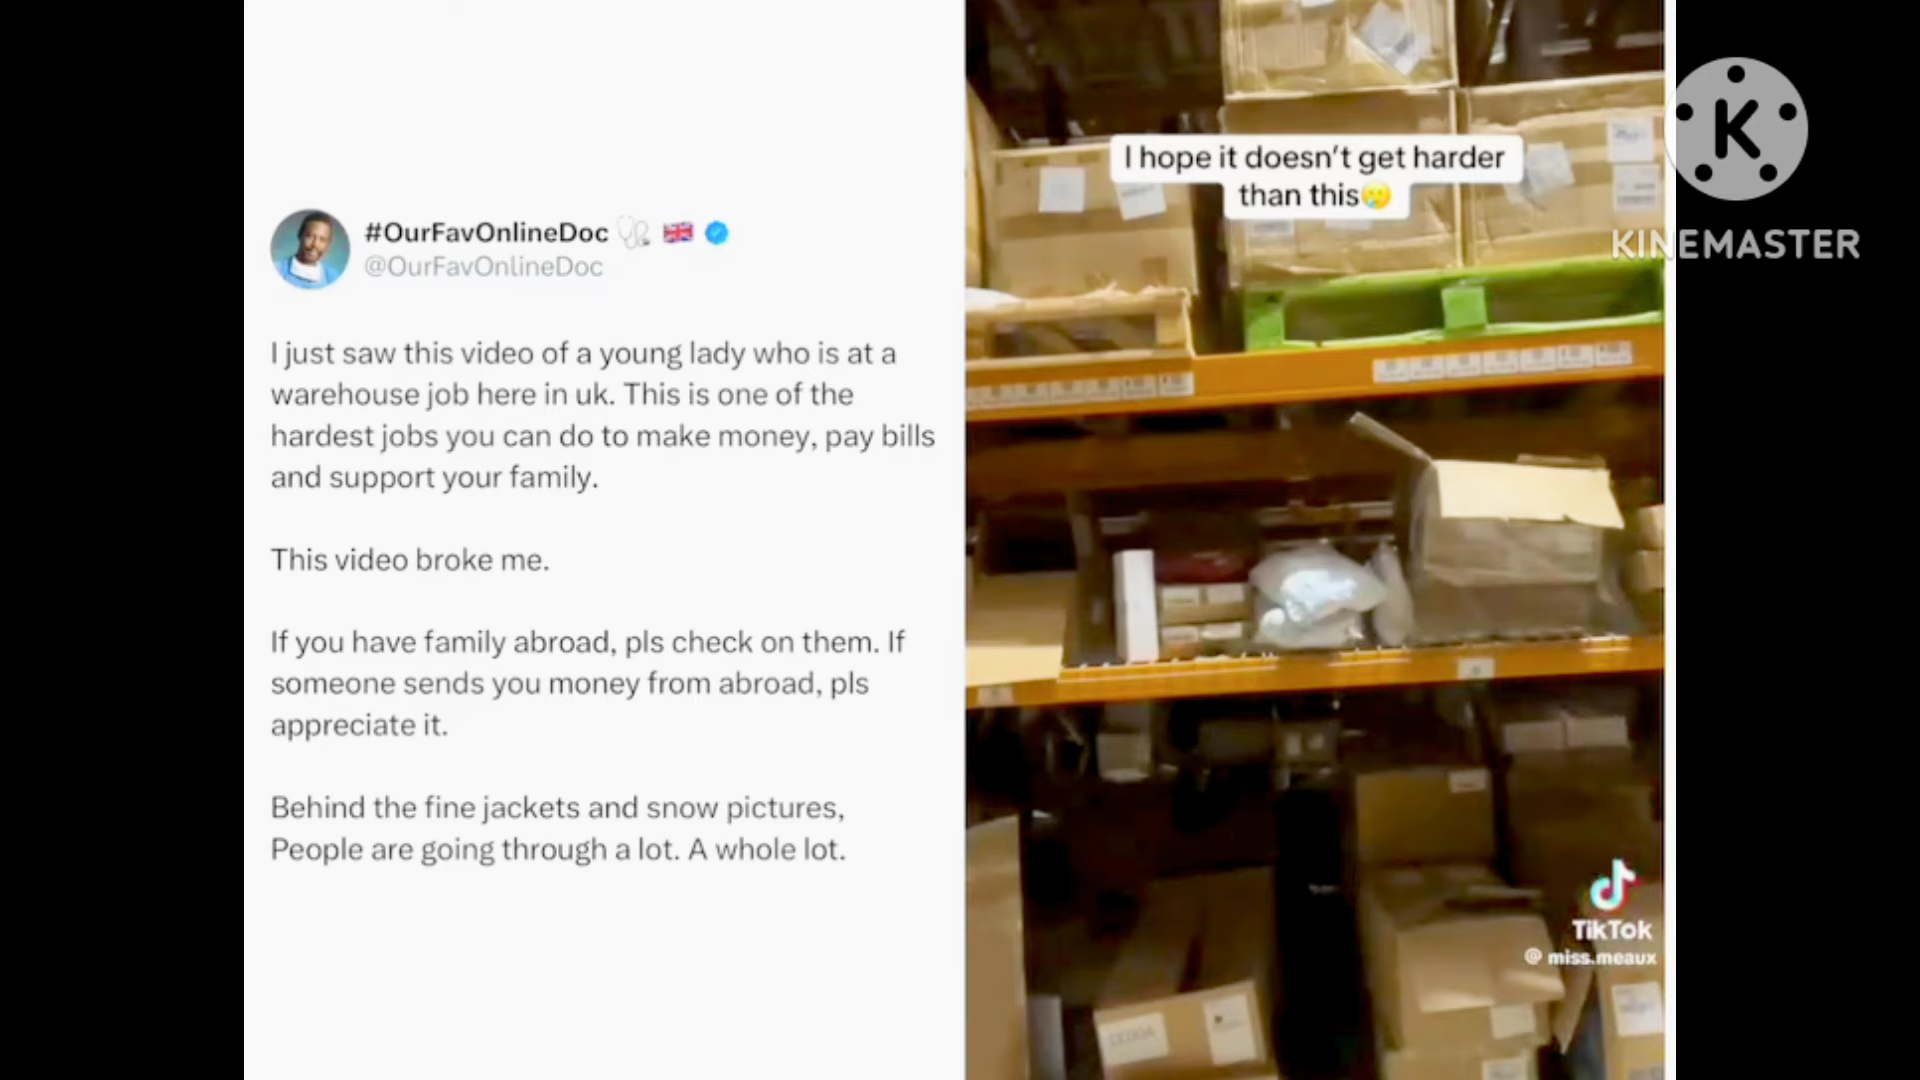 #OurFavOnlineDoc 🩺 🇬🇧
@OurFavOnlineDoc
I just saw this video of a young lady who is at a
warehouse job here in uk. This is one of the
hardest jobs you can do to make money, pay bills
and support your family.
This video broke me.
If you have family abroad, pls check on them. If
someone sends you money from abroad, pls
appreciate it.
Behind the fine jackets and snow pictures,
People are going through a lot. A whole lot.
I hope it doesn't get harder
than this🥲
K
KINEMASTER
TikTok
@ miss.meaux